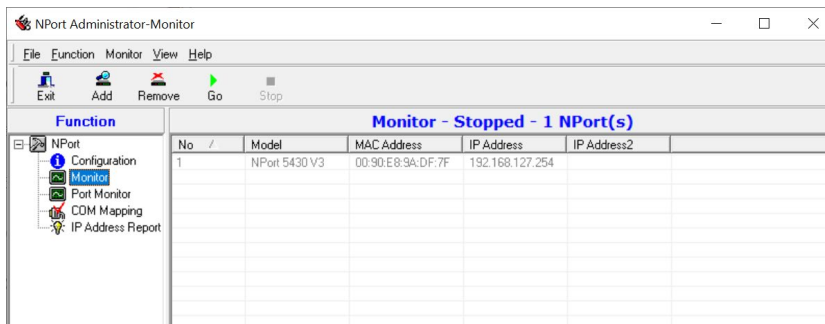 NPort Administrator-Monitor
File Function Monitor View Help
Exit Add Remove Go Stop
Function
Monitor - Stopped - 1 NPort(s)
NPort
Configuration
Monitor
Port Monitor
COM Mapping
IP Address Report
No / Model MAC Address IP Address IP Address2
1 NPort 5430 V3 00:90:E8:9A:DF:7F 192.168.127.254